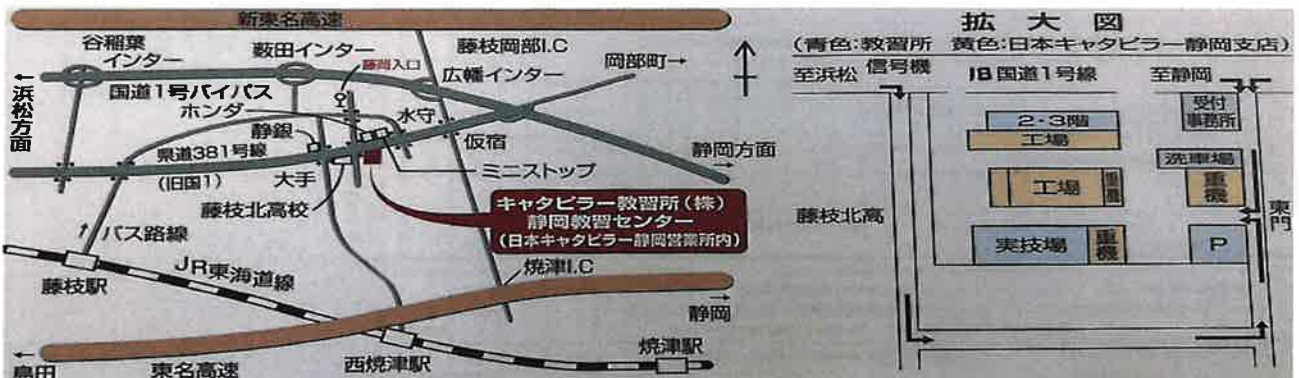 新東名高速
谷稲葉
インター
薮田インター
藤岡入口
藤枝岡部I.C
広幡インター
岡部町→
←浜松方面
国道1号バイパス
ホンダー
水守
静銀
仮宿
県道381号線
(旧国1)
大手
ミニストップ
静岡方面
→
藤枝北高校
キャタピラー教習所(株)
静岡教習センター
(日本キャタピラー静岡営業所内)
バス路線
藤枝駅
JR東海道線
焼津I.C
静岡
→
←
島田
東名高速
西焼津駅
焼津駅
拡大図
(青色:教習所 黄色:日本キャタピラー静岡支店)
至浜松
信号機
旧国道1号線
至静岡
受付
事務所
2・3階
工場
洗車場
工場
重機
重機
藤枝北高
東門
実技場
重機
P